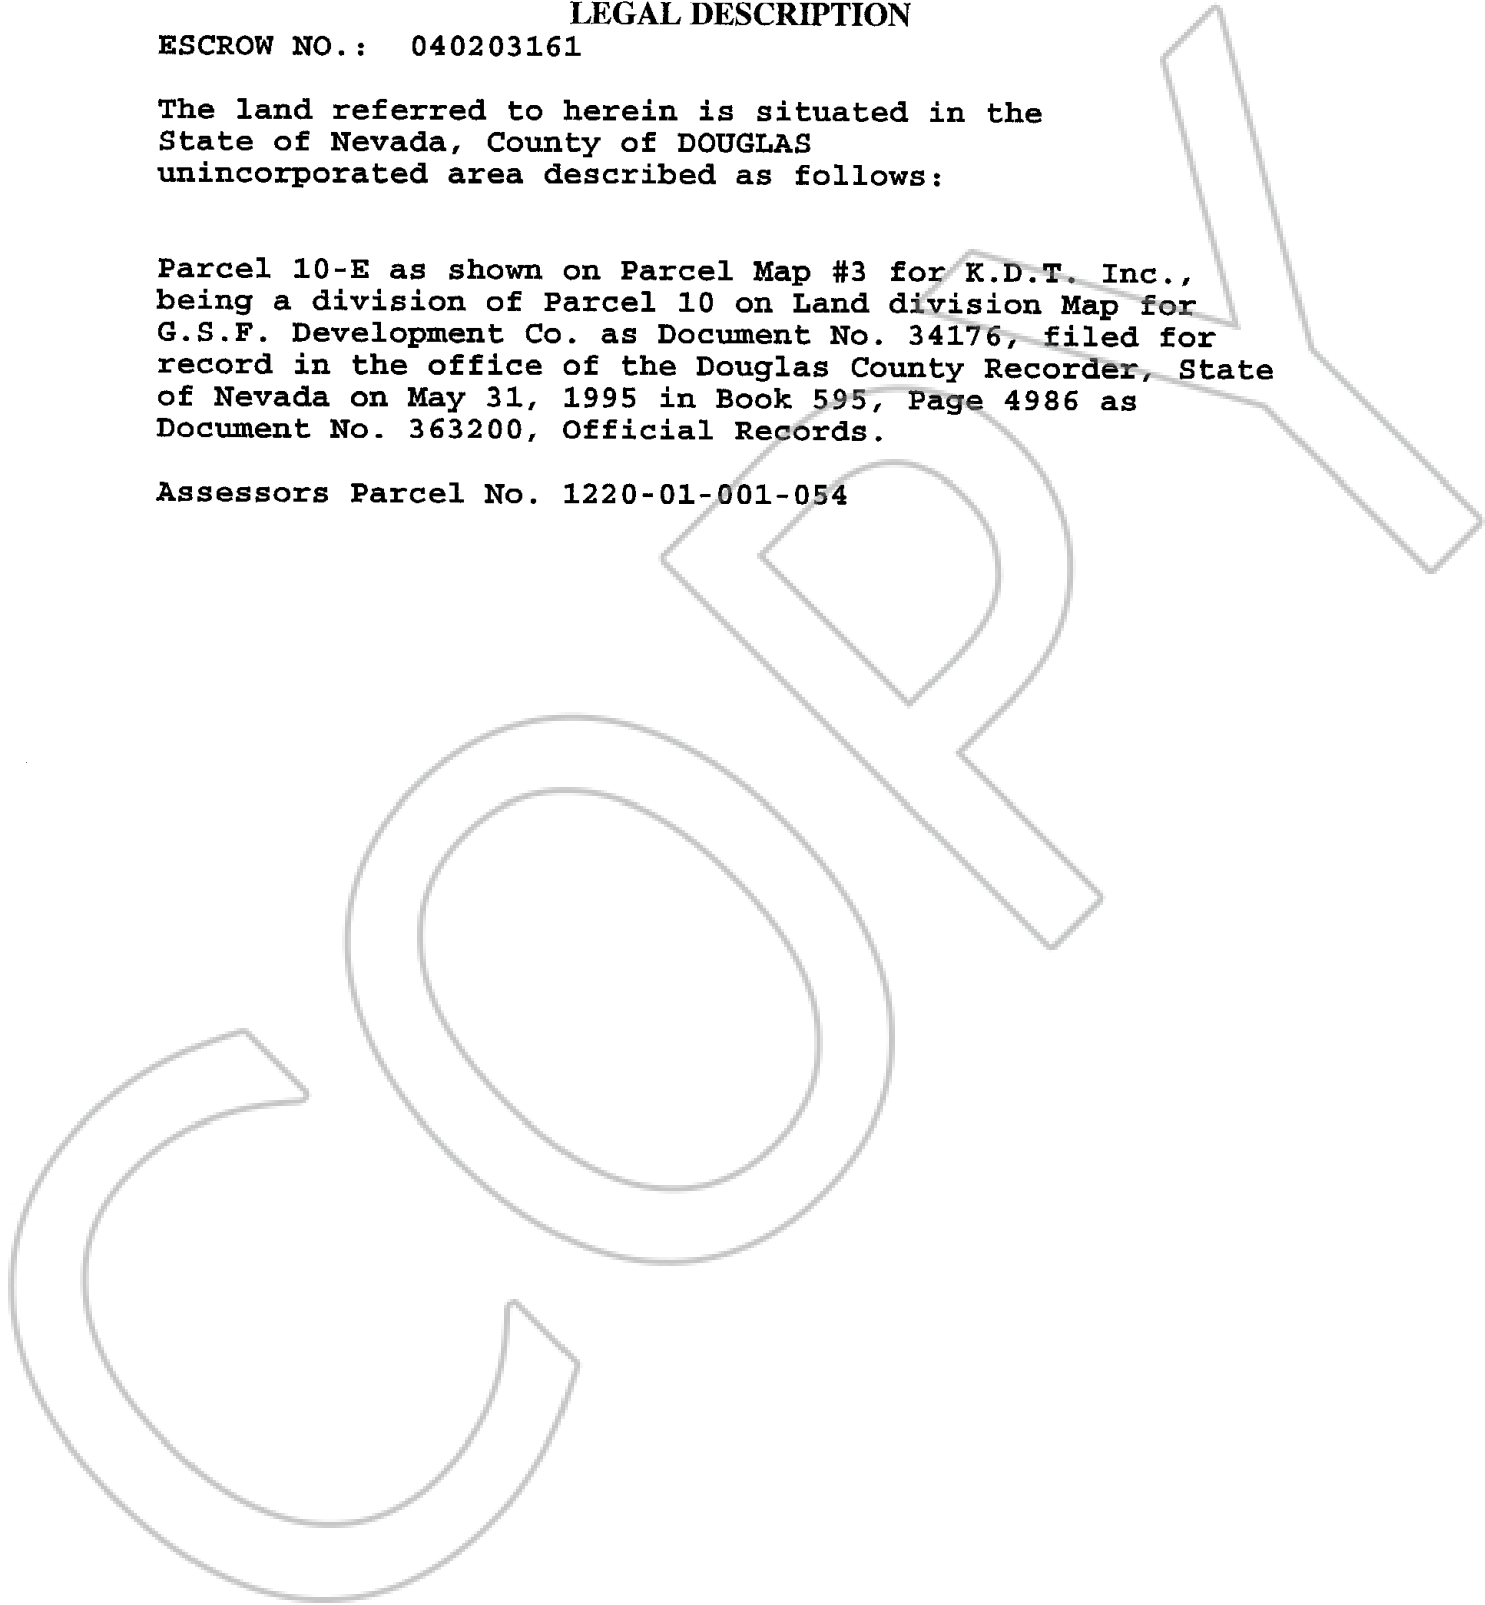 LEGAL DESCRIPTION
ESCROW NO.: 040203161
The land referred to herein is situated in the
State of Nevada, County of DOUGLAS
unincorporated area described as follows:
Parcel 10-E as shown on Parcel Map #3 for K.D.T. Inc.,
being a division of Parcel 10 on Land division Map for
G.S.F. Development Co. as Document No. 34176, filed for
record in the office of the Douglas County Recorder, State
of Nevada on May 31, 1995 in Book 595, Page 4986 as
Document No. 363200, Official Records.
Assessors Parcel No. 1220-01-001-054
COPY